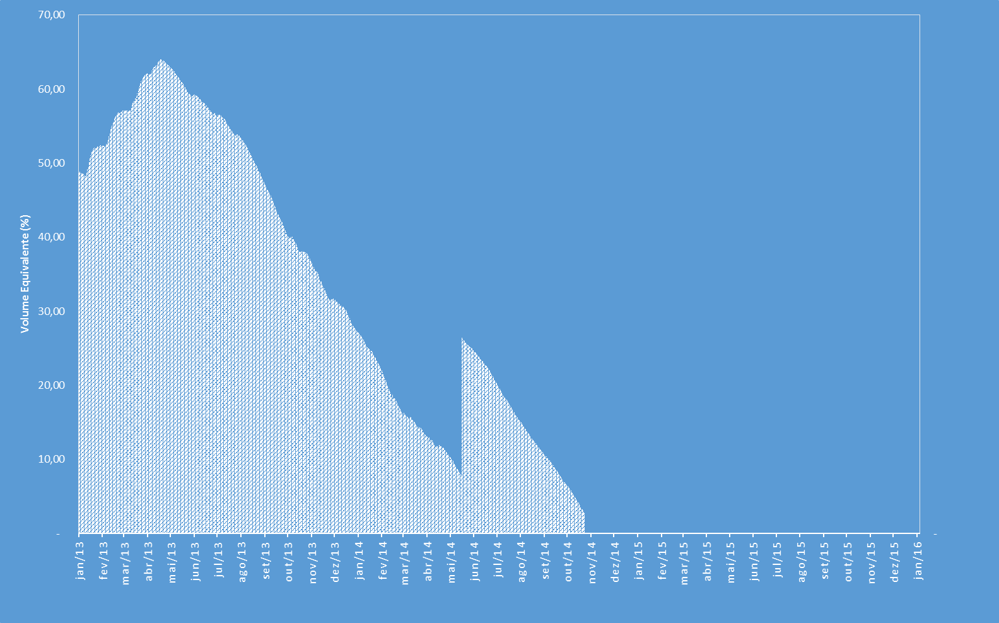 70,00
60,00
50,00
40,00
30,00
20,00
10,00
-
-
Volume Equivalente (%)
jan/13
fev/13
mar/13
abr/13
mai/13
jun/13
jul/13
ago/13
set/13
out/13
nov/13
dez/13
jan/14
fev/14
mar/14
abr/14
mai/14
jun/14
jul/14
ago/14
set/14
out/14
nov/14
dez/14
jan/15
fev/15
mar/15
abr/15
mai/15
jun/15
jul/15
ago/15
set/15
out/15
nov/15
dez/15
jan/16